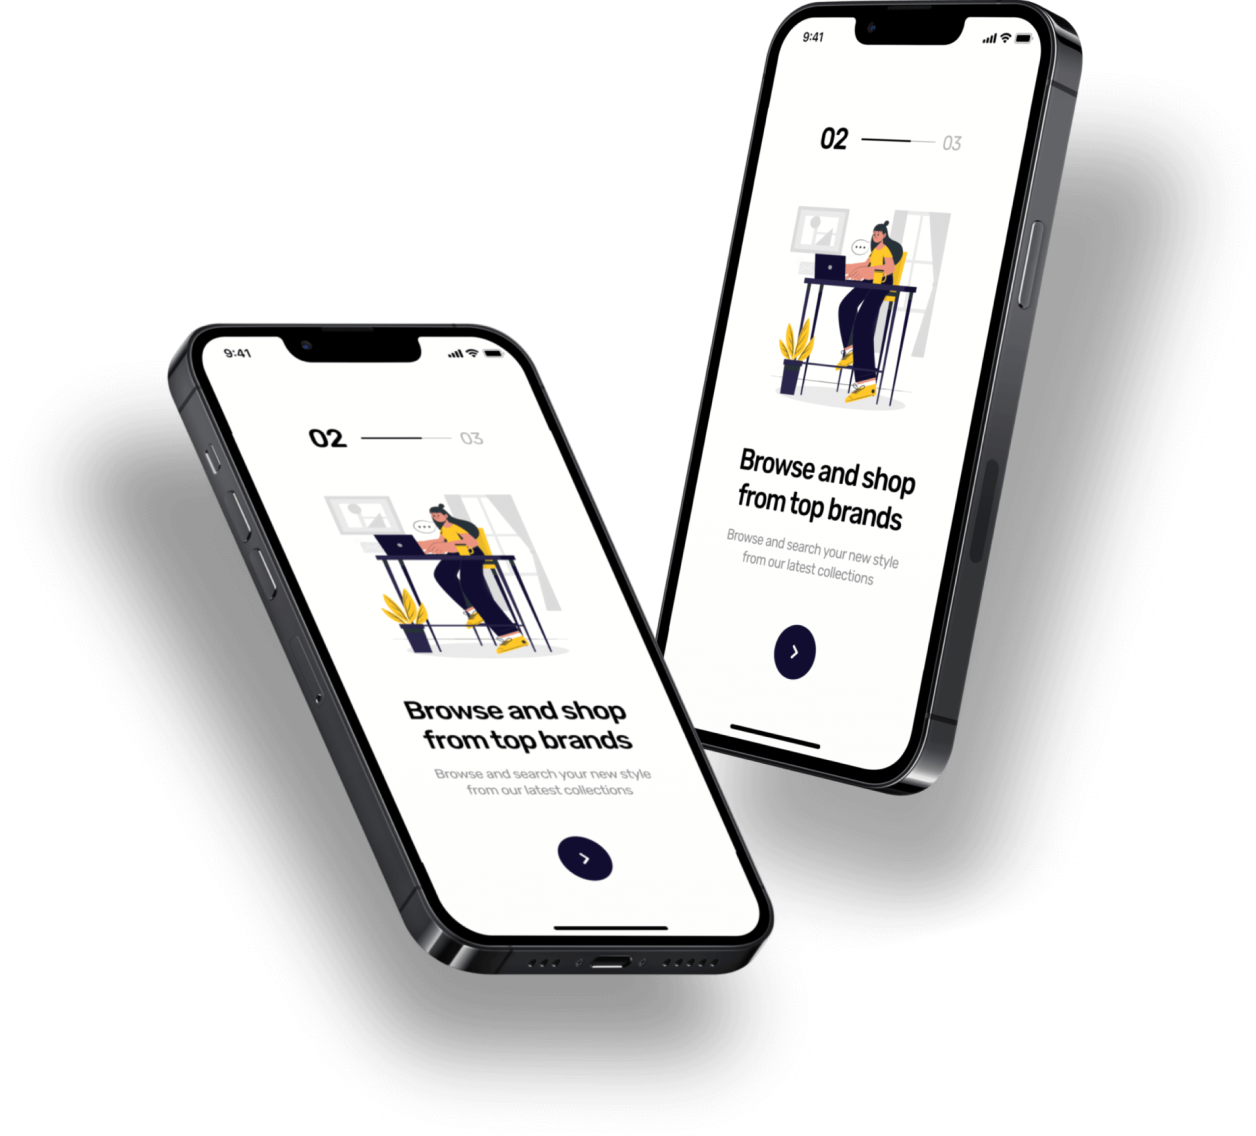 9:41
02 03
Browse and shop
from top brands
Browse and search your new style
from our latest collections
9:41
02 03
Browse and shop
from top brands
Browse and search your new style
from our latest collections